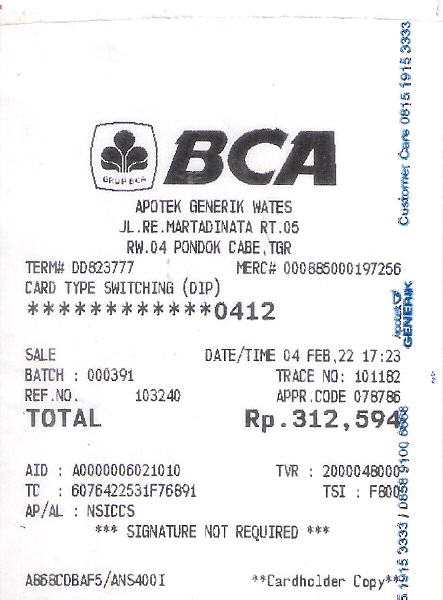 GRUP BCA
BCA
APOTEK GENERIK WATES
JL.RE.MARTADINATA RT.05
RW.04 PONDOK CABE,TGR
TERM# DD823777 MERC# 000885000197256
CARD TYPE SWITCHING (DIP)
************0412
SALE DATE/TIME 04 FEB,22 17:23
BATCH : 000391 TRACE NO: 101182
REF.NO. 103240 APPR.CODE 078786
TOTAL Rp.312,594
AID : A0000006021010 TVR : 2000048000
TC : 6076422531F76891 TSI : F800
AP/AL : NSICCS
*** SIGNATURE NOT REQUIRED ***
A868CDBAF5/ANS400I **Cardholder Copy**
Customer Care 0815 1915 3333
Apotek
GENERIK
5 1915 3333 / 0858 9100 6668